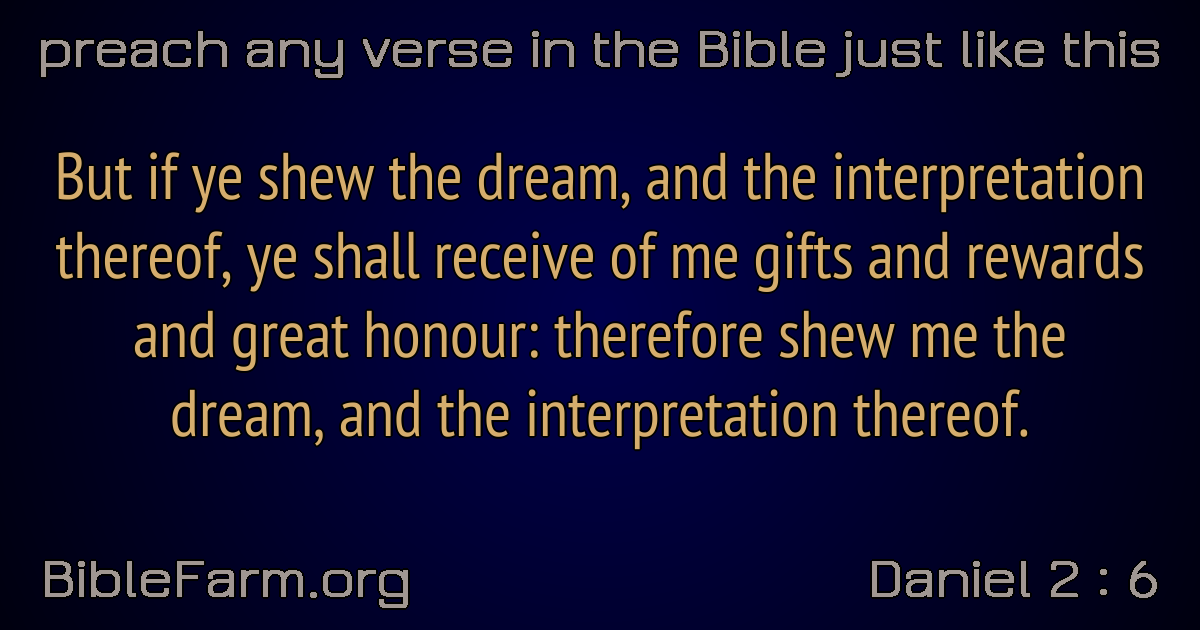 preach any verse in the Bible just like this
But if ye shew the dream, and the interpretation
thereof, ye shall receive of me gifts and rewards
and great honour: therefore shew me the
dream, and the interpretation thereof.
BibleFarm.org
Daniel 2 : 6